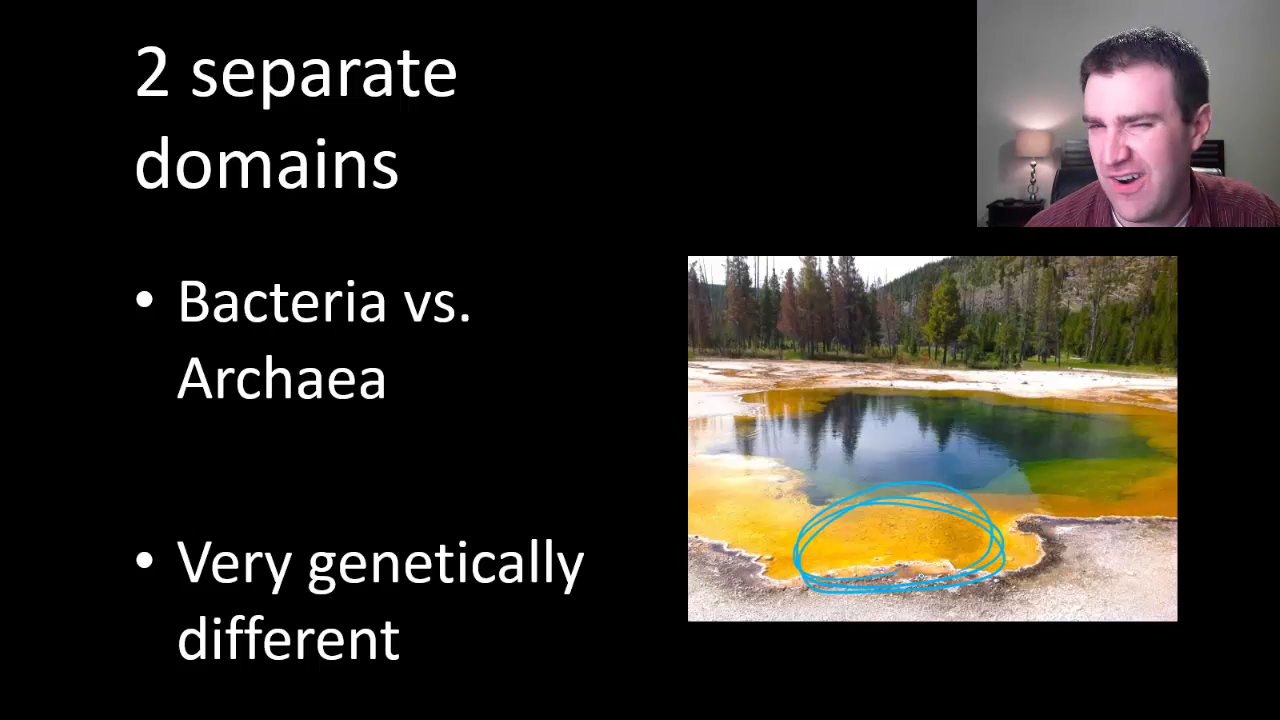 2 separate
domains
• Bacteria vs.
Archaea
• Very genetically
different